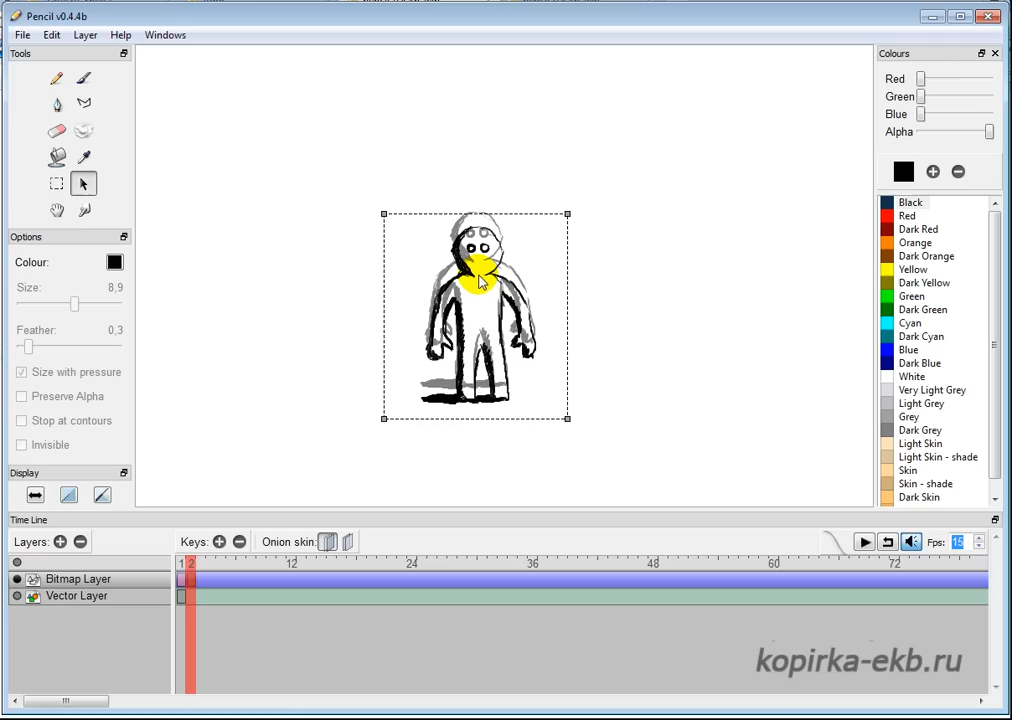 Pencil v0.4.4b
File Edit Layer Help Windows
Tools
Colours
Red
Green
Blue
Alpha
Options
Colour:
Size: 8,9
Feather: 0,3
Size with pressure
Preserve Alpha
Stop at contours
Invisible
Display
Black
Red
Dark Red
Orange
Dark Orange
Yellow
Dark Yellow
Green
Dark Green
Cyan
Dark Cyan
Blue
Dark Blue
White
Very Light Grey
Light Grey
Grey
Dark Grey
Light Skin
Light Skin - shade
Skin
Skin - shade
Dark Skin
Time Line
Layers: Keys: Onion skin: Fps: 15
1 2 12 24 36 48 60 72
Bitmap Layer
Vector Layer
kopirka-ekb.ru